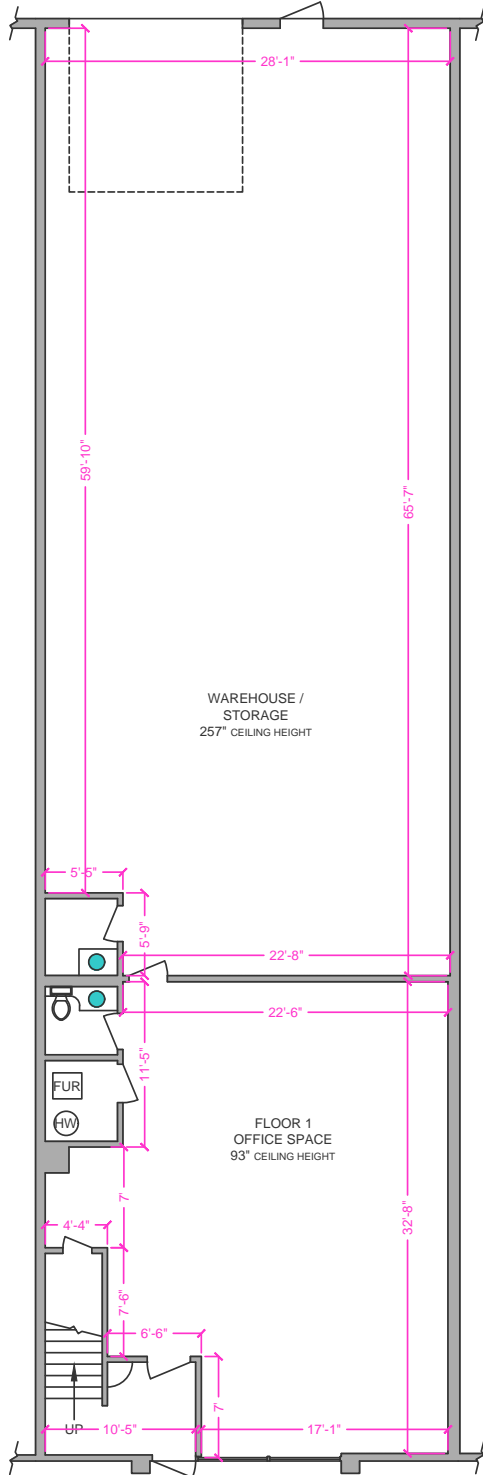 28'-1"
59'-10"
65'-7"
WAREHOUSE /
STORAGE
257" CEILING HEIGHT
5'-5"
5'-9"
22'-8"
22'-6"
11'-5"
FUR
HW
FLOOR 1
OFFICE SPACE
93" CEILING HEIGHT
7'
32'-8"
4'-4"
7'-6"
6'-6"
7'
UP
10'-5"
17'-1"